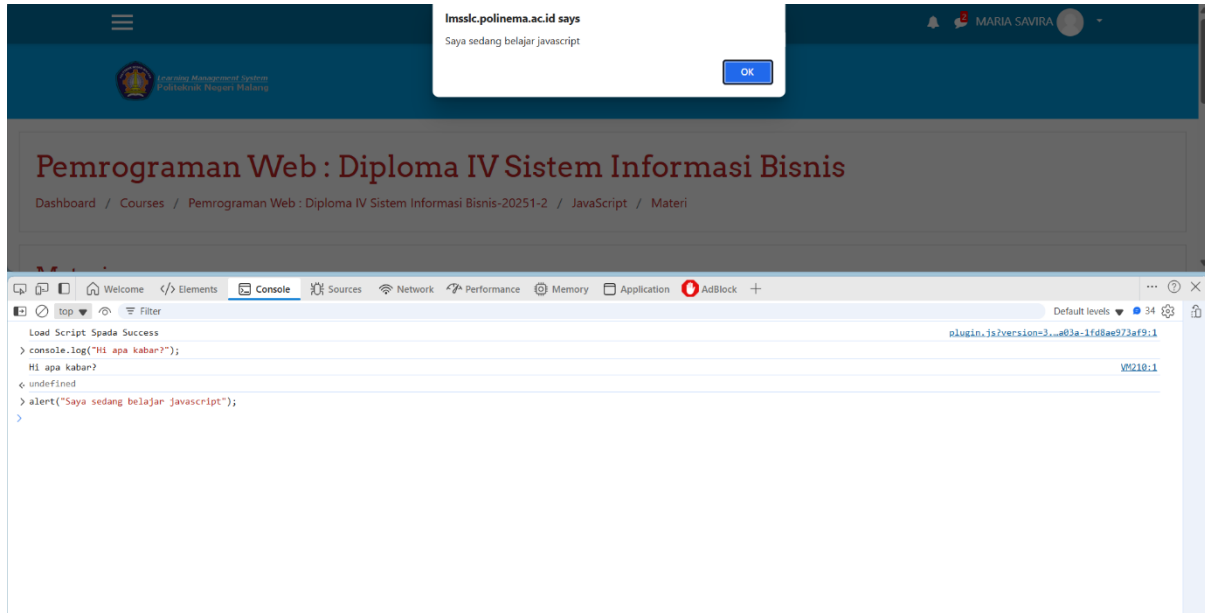 lmsslc.polinema.ac.id says
Saya sedang belajar javascript
OK
2
MARIA SAVIRA
Learning Management System
Politeknik Negeri Malang
Pemrograman Web : Diploma IV Sistem Informasi Bisnis
Dashboard / Courses / Pemrograman Web : Diploma IV Sistem Informasi Bisnis-20251-2 / JavaScript / Materi
Materi
Welcome </> Elements Console Sources Network Performance Memory Application AdBlock
top Filter Default levels 34
Load Script Spada Success plugin.js?version=3.…a03a-1fd8ae973af9:1
> console.log("Hi apa kabar?");
Hi apa kabar? VM210:1
undefined
> alert("Saya sedang belajar javascript");
>